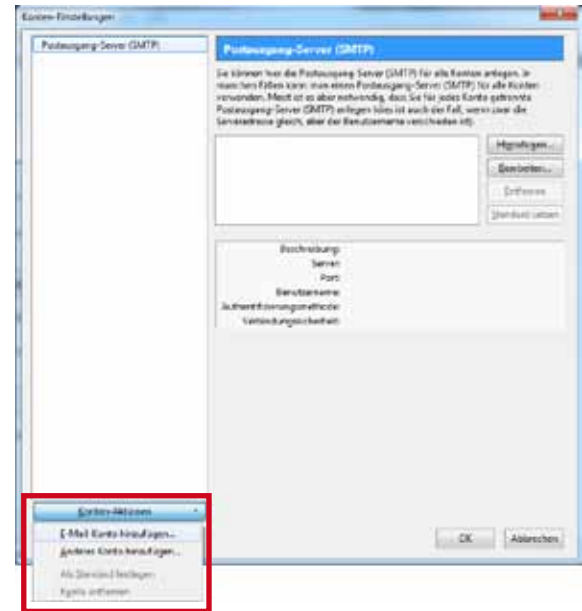 Konten-Einstellungen
Postausgang-Server (SMTP)
Postausgang-Server (SMTP)
Sie können hier die Postausgang-Server (SMTP) für alle Konten anlegen. In
manchen Fällen kann man einen Postausgang-Server (SMTP) für alle Konten
verwenden. Meist ist es aber notwendig, dass Sie für jedes Konto getrennte
Postausgang-Server (SMTP) anlegen (dies ist auch der Fall, wenn zwar die
Serveradresse gleich, aber der Benutzername verschieden ist).
Hinzufügen...
Bearbeiten...
Entfernen
Standard setzen
Beschreibung:
Server:
Port:
Benutzername:
Authentifizierungsmethode:
Verbindungssicherheit:
Konten-Aktionen
E-Mail-Konto hinzufügen...
Anderes Konto hinzufügen...
Als Standard festlegen
Konto entfernen
OK
Abbrechen